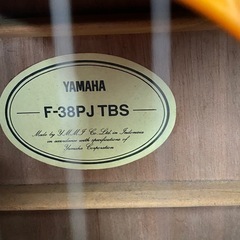 YAMAHA
F-38PJ TBS
Made by Y.M.M.I Co. Ltd. in Indonesia
in accordance with specifications of
Yamaha Corporation